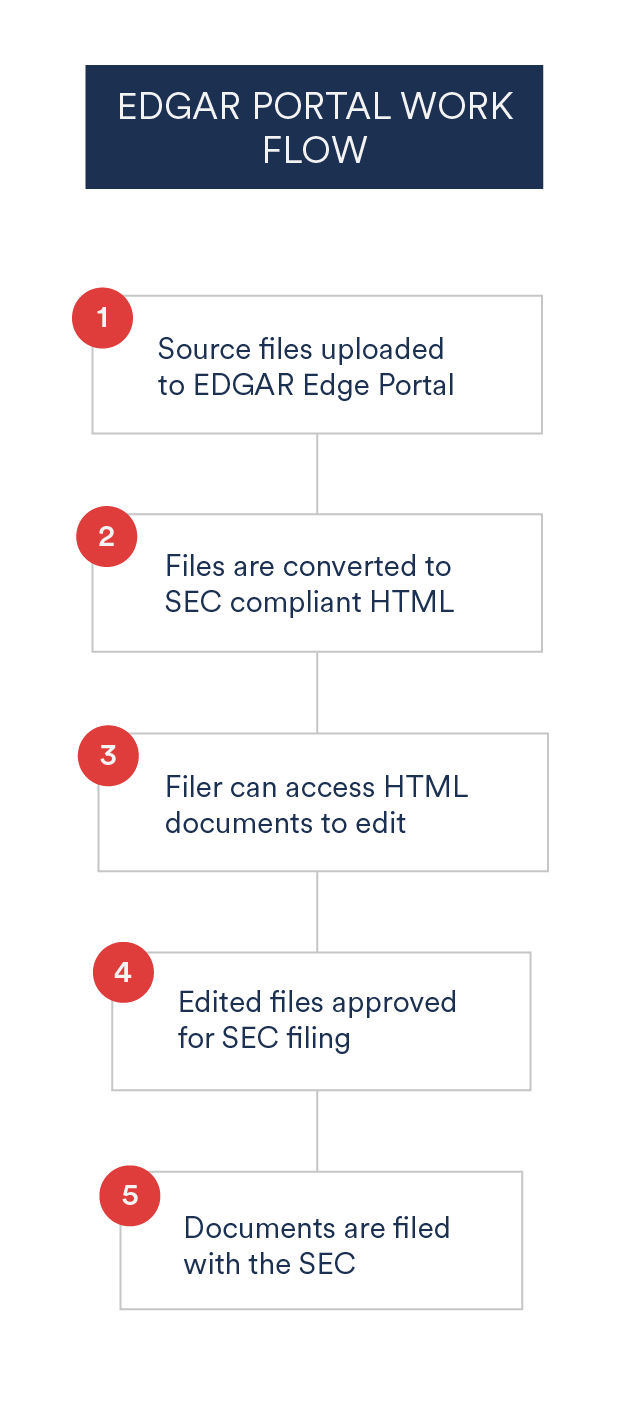 EDGAR PORTAL WORK
FLOW
1
Source files uploaded
to EDGAR Edge Portal
2
Files are converted to
SEC compliant HTML
3
Filer can access HTML
documents to edit
4
Edited files approved
for SEC filing
5
Documents are filed
with the SEC